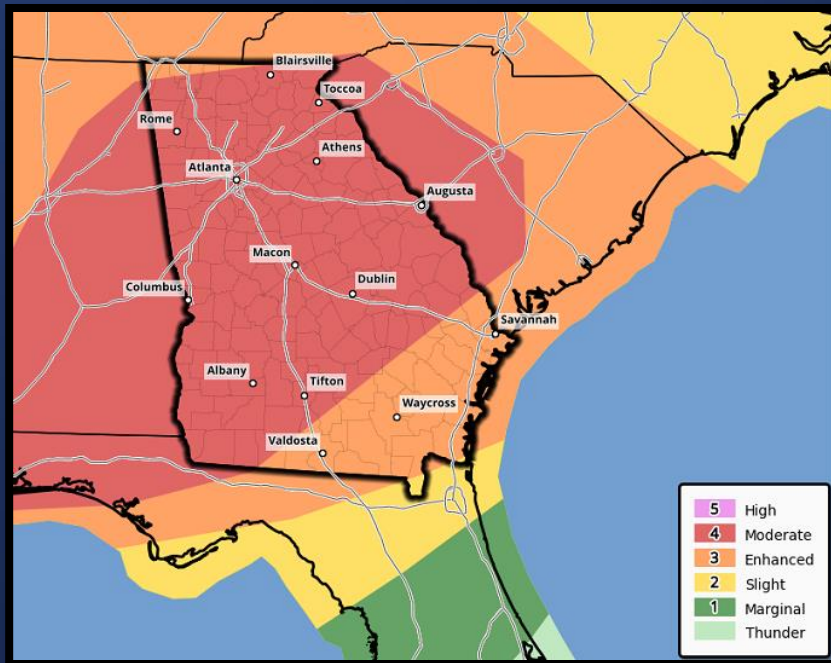 Blairsville
Toccoa
Rome
Athens
Atlanta
Augusta
Macon
Dublin
Columbus
Savannah
Albany
Tifton
Waycross
Valdosta
5 High
4 Moderate
3 Enhanced
2 Slight
1 Marginal
Thunder